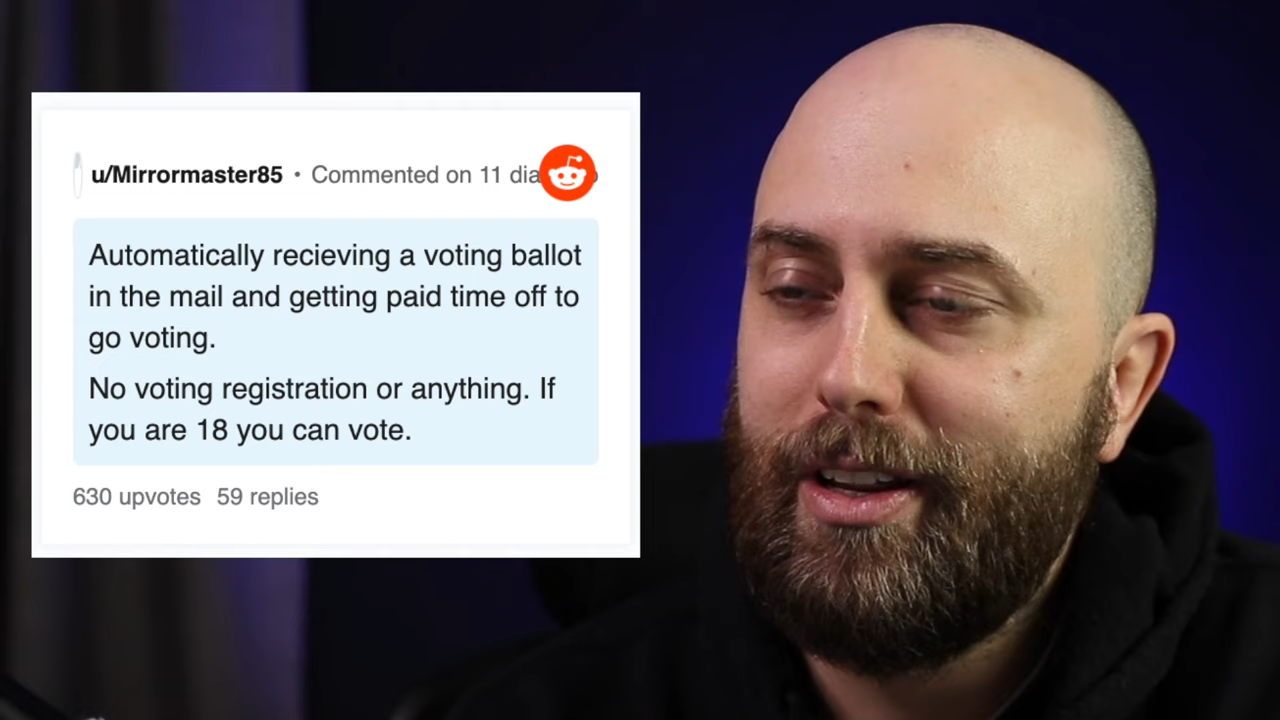 u/Mirrormaster85 • Commented on 11
Automatically recieving a voting ballot
in the mail and getting paid time off to
go voting.
No voting registration or anything. If
you are 18 you can vote.
630 upvotes 59 replies